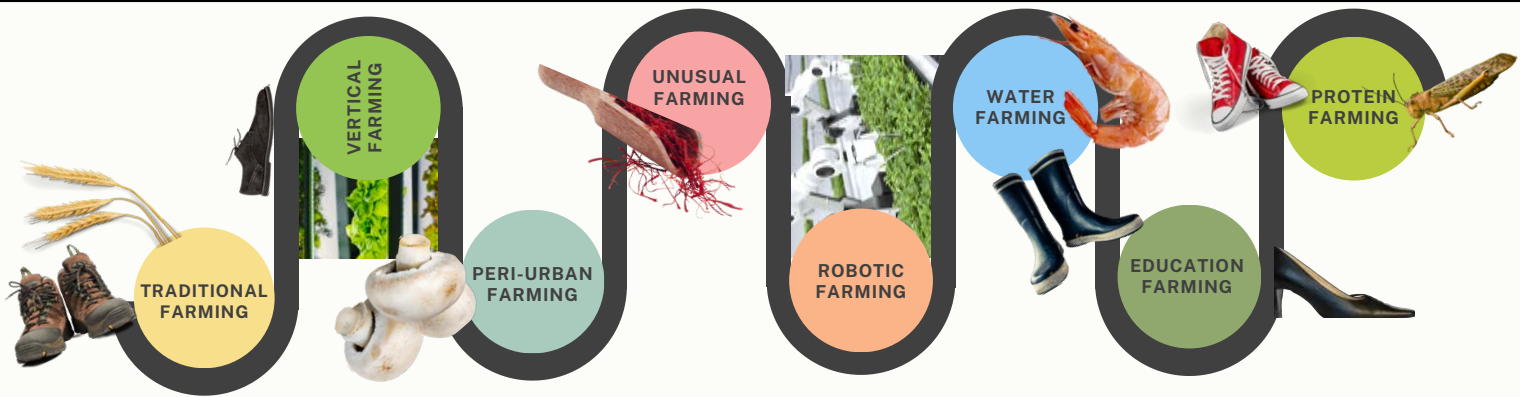 TRADITIONAL
FARMING
VERTICAL
FARMING
PERI-URBAN
FARMING
UNUSUAL
FARMING
ROBOTIC
FARMING
WATER
FARMING
EDUCATION
FARMING
PROTEIN
FARMING